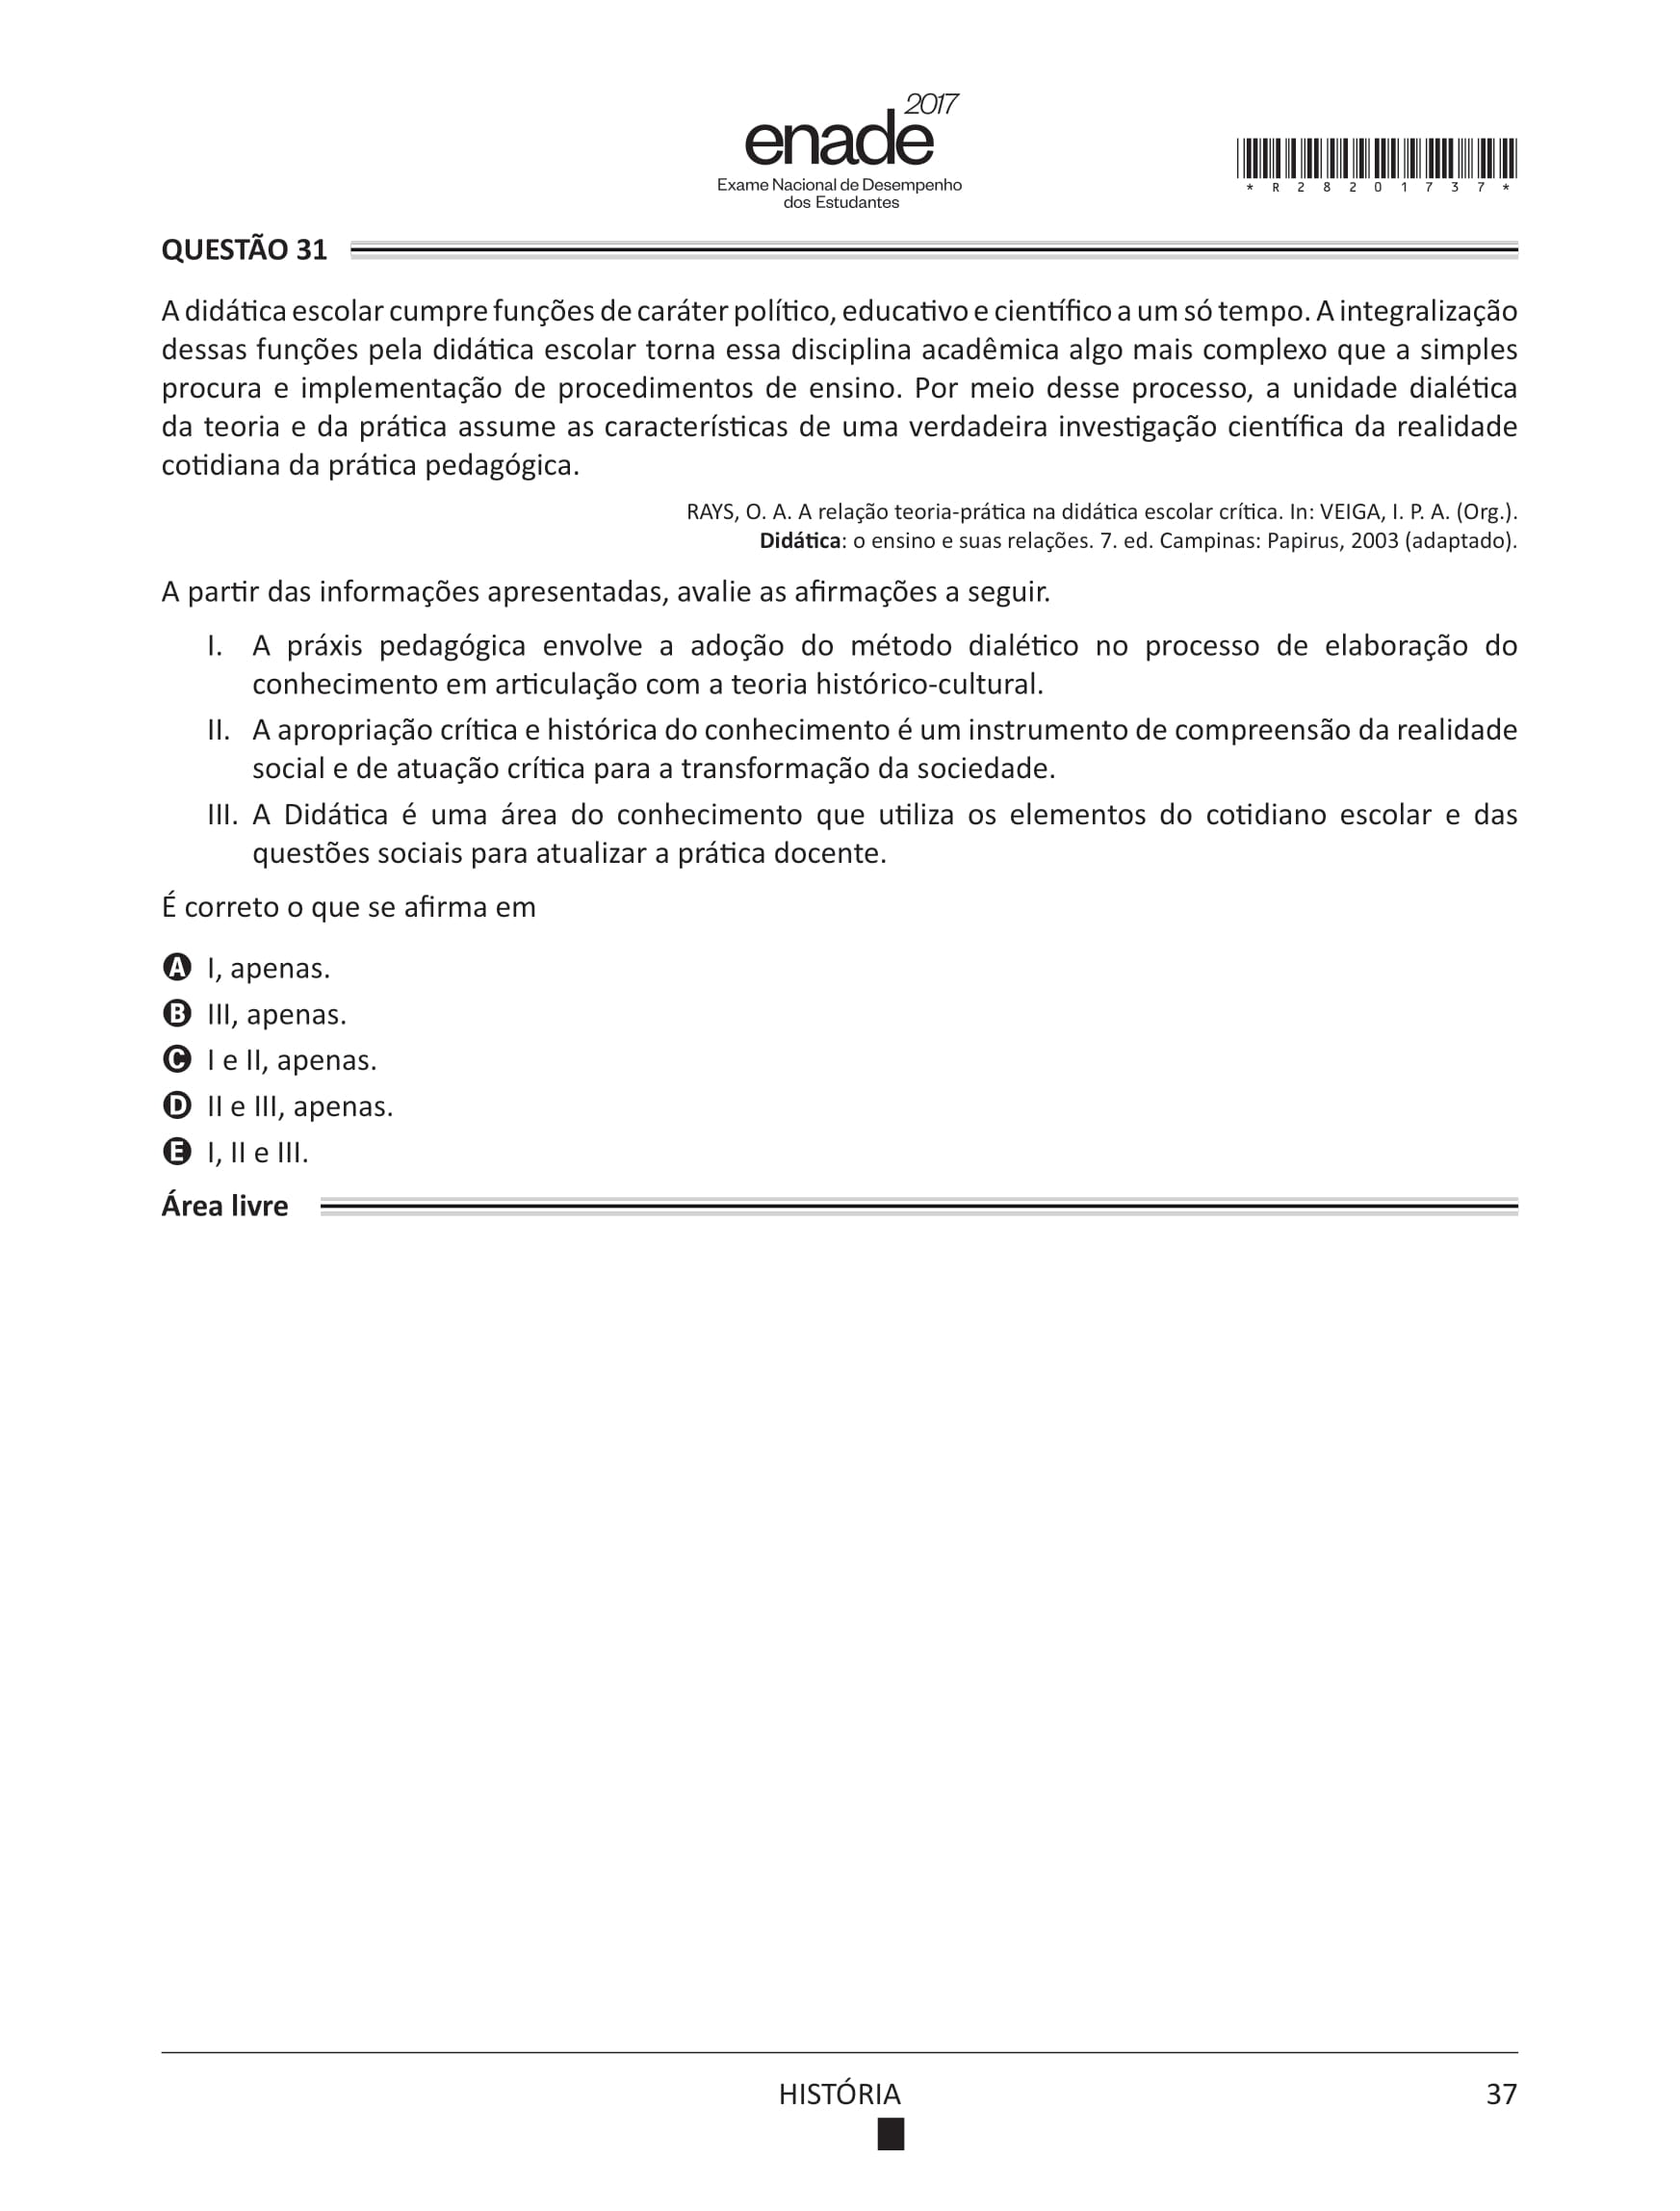 2017
enade
Exame Nacional de Desempenho
dos Estudantes
* R 2 8 2 0 1 7 3 7 *
QUESTÃO 31
A didática escolar cumpre funções de caráter político, educativo e científico a um só tempo. A integralização
dessas funções pela didática escolar torna essa disciplina acadêmica algo mais complexo que a simples
procura e implementação de procedimentos de ensino. Por meio desse processo, a unidade dialética
da teoria e da prática assume as características de uma verdadeira investigação científica da realidade
cotidiana da prática pedagógica.
RAYS, O. A. A relação teoria-prática na didática escolar crítica. In: VEIGA, I. P. A. (Org.).
Didática: o ensino e suas relações. 7. ed. Campinas: Papirus, 2003 (adaptado).
A partir das informações apresentadas, avalie as afirmações a seguir.
I. A práxis pedagógica envolve a adoção do método dialético no processo de elaboração do
conhecimento em articulação com a teoria histórico-cultural.
II. A apropriação crítica e histórica do conhecimento é um instrumento de compreensão da realidade
social e de atuação crítica para a transformação da sociedade.
III. A Didática é uma área do conhecimento que utiliza os elementos do cotidiano escolar e das
questões sociais para atualizar a prática docente.
É correto o que se afirma em
A I, apenas.
B III, apenas.
C I e II, apenas.
D II e III, apenas.
E I, II e III.
Área livre
HISTÓRIA
37